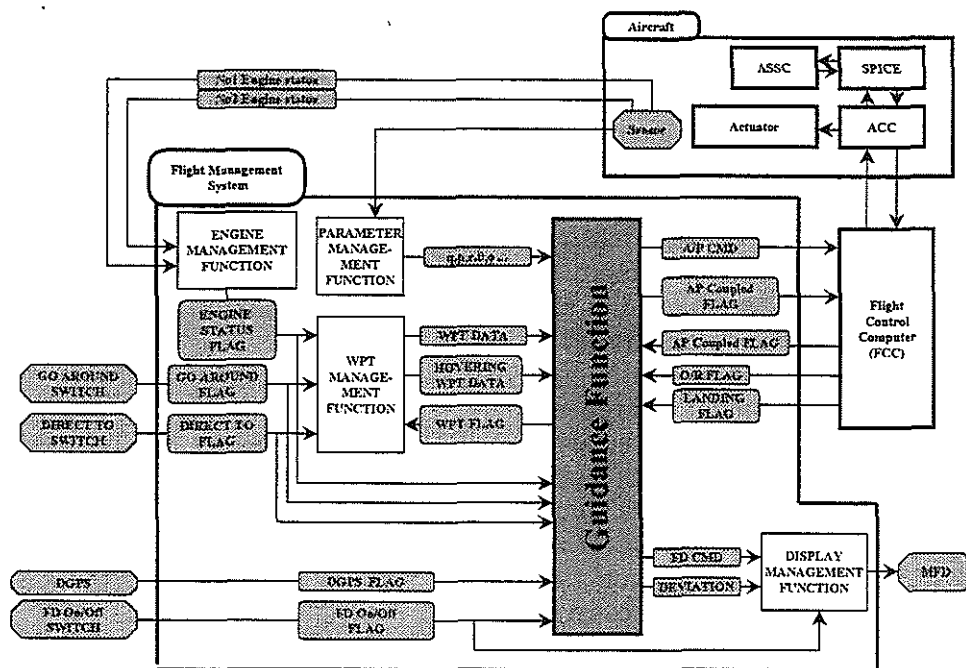 Aircraft
ASSC
SPICE
Actuator
ACC
Sensor
No1 Engine status
Flight Management
System
ENGINE
MANAGEMENT
FUNCTION
PARAMETER
MANAGE-
MENT
FUNCTION
A/P CMD
AP Coupled
FLAG
Flight
Control
Computer
(FCC)
AP Coupled FLAG
O/R FLAG
LANDING
FLAG
ENGINE
STATUS
FLAG
WPT
MANAGE-
MENT
FUNCTION
WPT DATA
HOVERING
WPT DATA
WPT FLAG
Guidance Function
GO AROUND
SWITCH
GO AROUND
FLAG
DIRECT TO
SWITCH
DIRECT TO
FLAG
FD CMD
DEVIATION
DISPLAY
MANAGEMENT
FUNCTION
MFD
DGPS
DGPS FLAG
FD On/Off
SWITCH
FD On/Off
FLAG